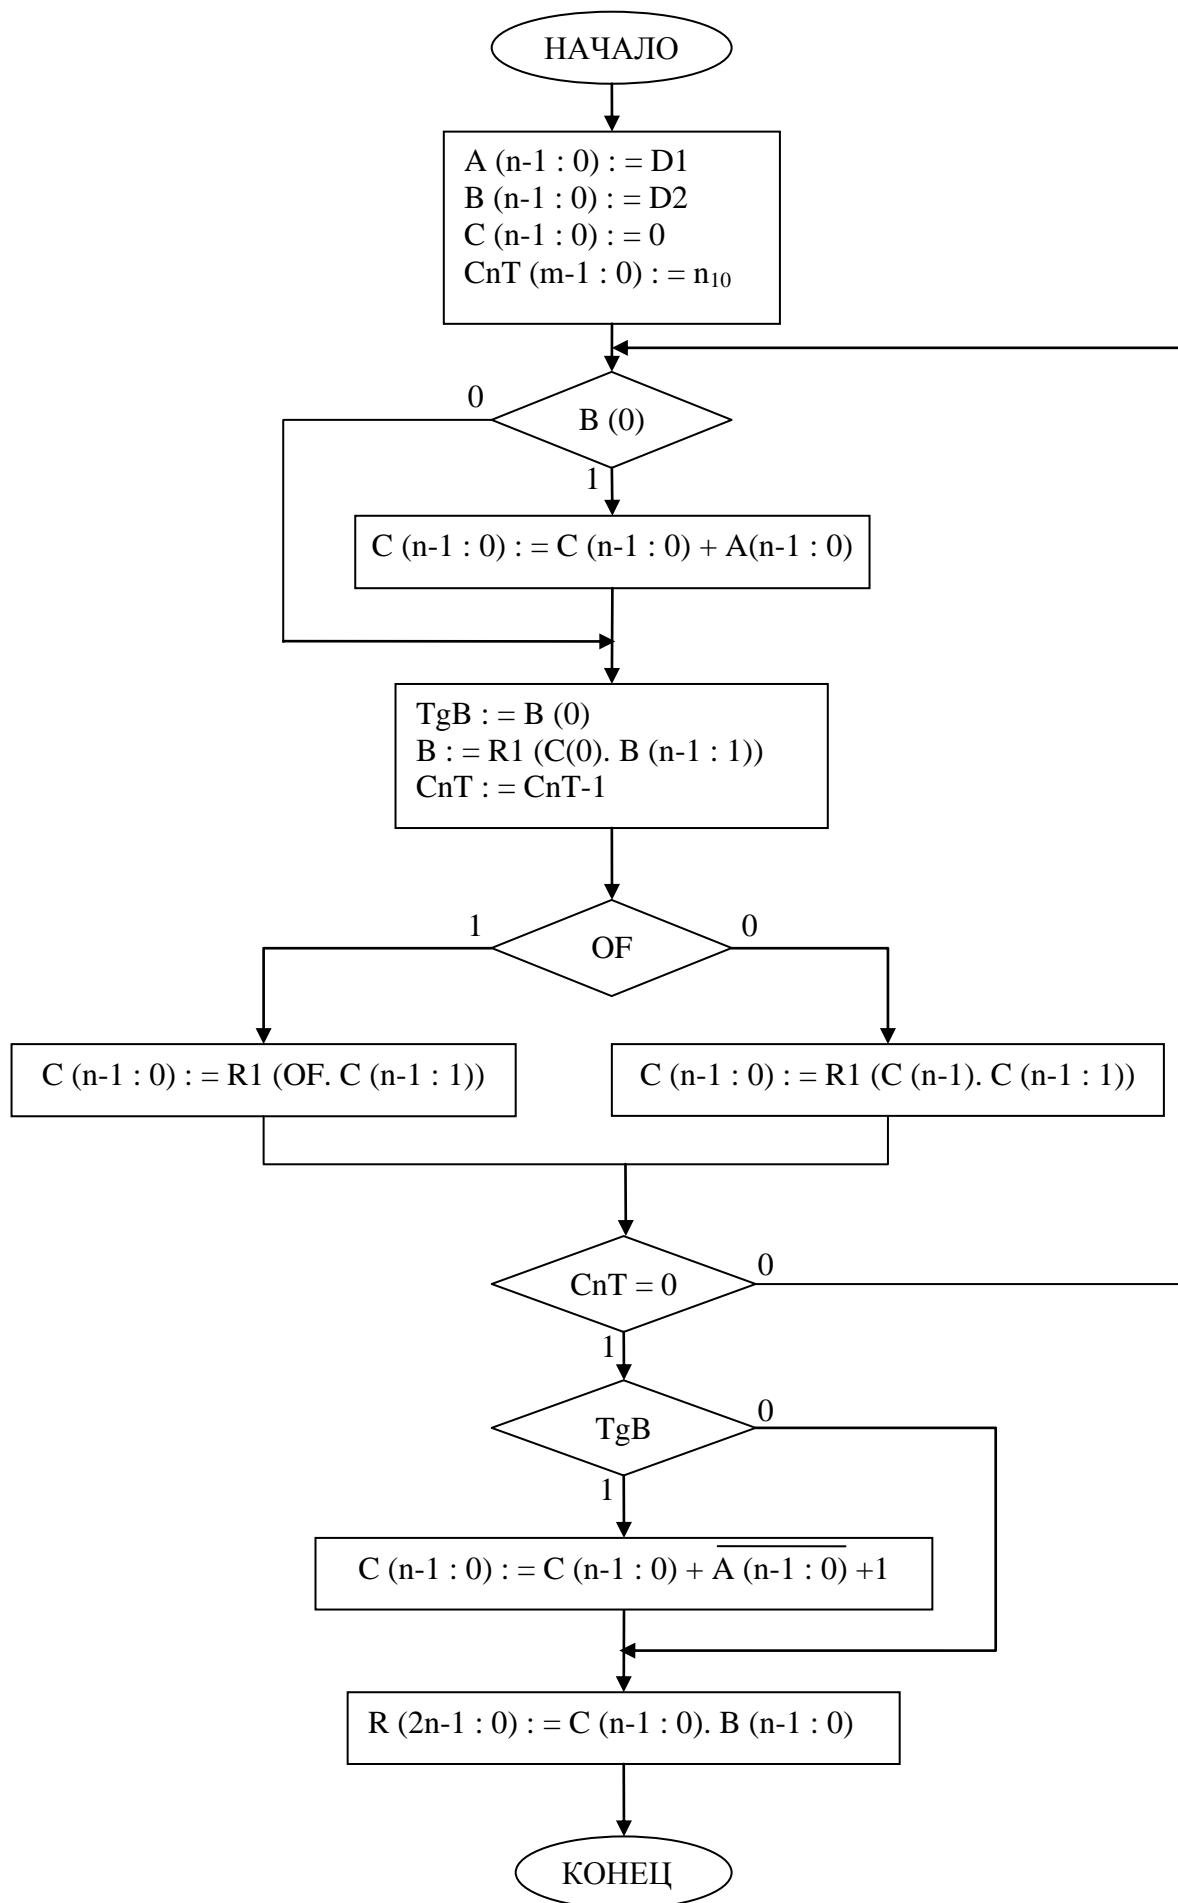 НАЧАЛО
A (n-1 : 0) : = D1
B (n-1 : 0) : = D2
C (n-1 : 0) : = 0
CnT (m-1 : 0) : = n₁₀
0
B (0)
1
C (n-1 : 0) : = C (n-1 : 0) + A(n-1 : 0)
TgB : = B (0)
B : = R1 (C(0). B (n-1 : 1))
CnT : = CnT-1
1
0
OF
C (n-1 : 0) : = R1 (OF. C (n-1 : 1))
C (n-1 : 0) : = R1 (C (n-1). C (n-1 : 1))
0
CnT = 0
1
0
TgB
1
C (n-1 : 0) : = C (n-1 : 0) + A̅ ̅(̅n̅-̅1̅ ̅:̅ ̅0̅)̅ +1
R (2n-1 : 0) : = C (n-1 : 0). B (n-1 : 0)
КОНЕЦ